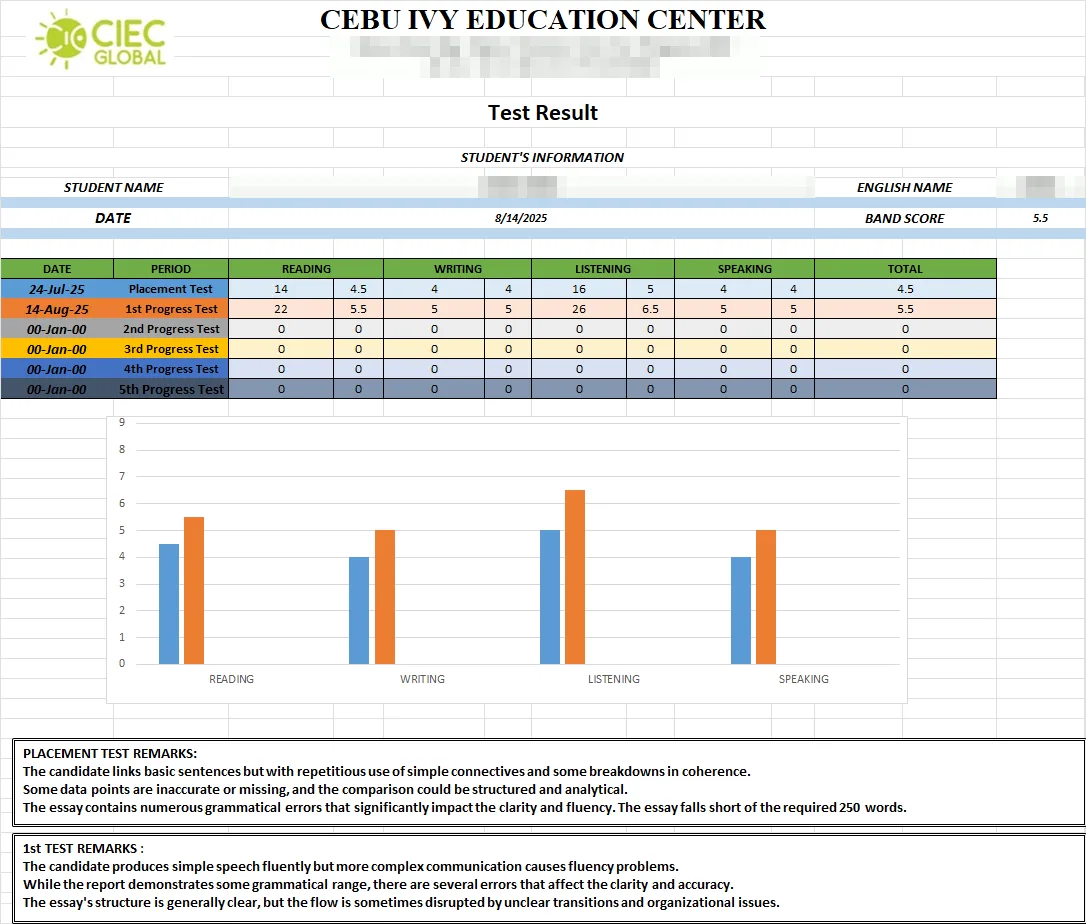 CIEC
GLOBAL
CEBU IVY EDUCATION CENTER
Test Result
STUDENT'S INFORMATION
STUDENT NAME ENGLISH NAME
DATE 8/14/2025 BAND SCORE 5.5
DATE PERIOD READING WRITING LISTENING SPEAKING TOTAL
24-Jul-25 Placement Test 14 4.5 4 4 16 5 4 4 4.5
14-Aug-25 1st Progress Test 22 5.5 5 5 26 6.5 5 5 5.5
00-Jan-00 2nd Progress Test 0 0 0 0 0 0 0 0 0
00-Jan-00 3rd Progress Test 0 0 0 0 0 0 0 0 0
00-Jan-00 4th Progress Test 0 0 0 0 0 0 0 0 0
00-Jan-00 5th Progress Test 0 0 0 0 0 0 0 0 0
9
8
7
6
5
4
3
2
1
0
READING WRITING LISTENING SPEAKING
PLACEMENT TEST REMARKS:
The candidate links basic sentences but with repetitious use of simple connectives and some breakdowns in coherence.
Some data points are inaccurate or missing, and the comparison could be structured and analytical.
The essay contains numerous grammatical errors that significantly impact the clarity and fluency. The essay falls short of the required 250 words.
1st TEST REMARKS :
The candidate produces simple speech fluently but more complex communication causes fluency problems.
While the report demonstrates some grammatical range, there are several errors that affect the clarity and accuracy.
The essay's structure is generally clear, but the flow is sometimes disrupted by unclear transitions and organizational issues.